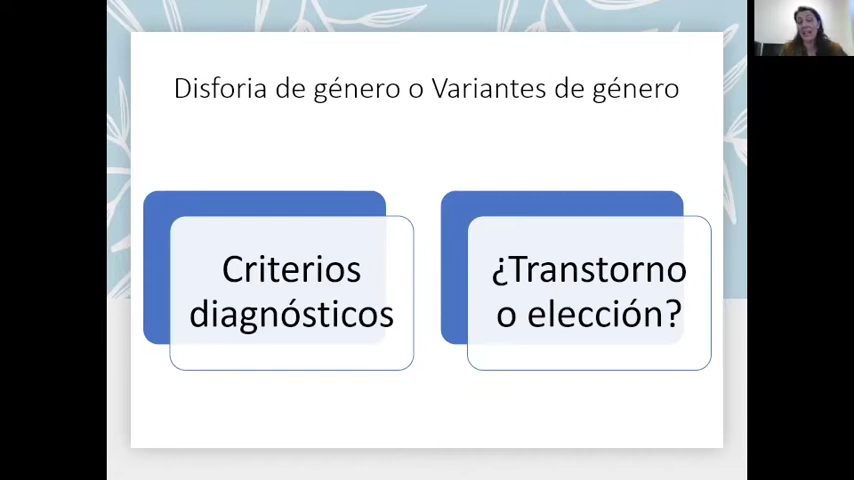 Disforia de género o Variantes de género
Criterios
diagnósticos
¿Transtorno
o elección?